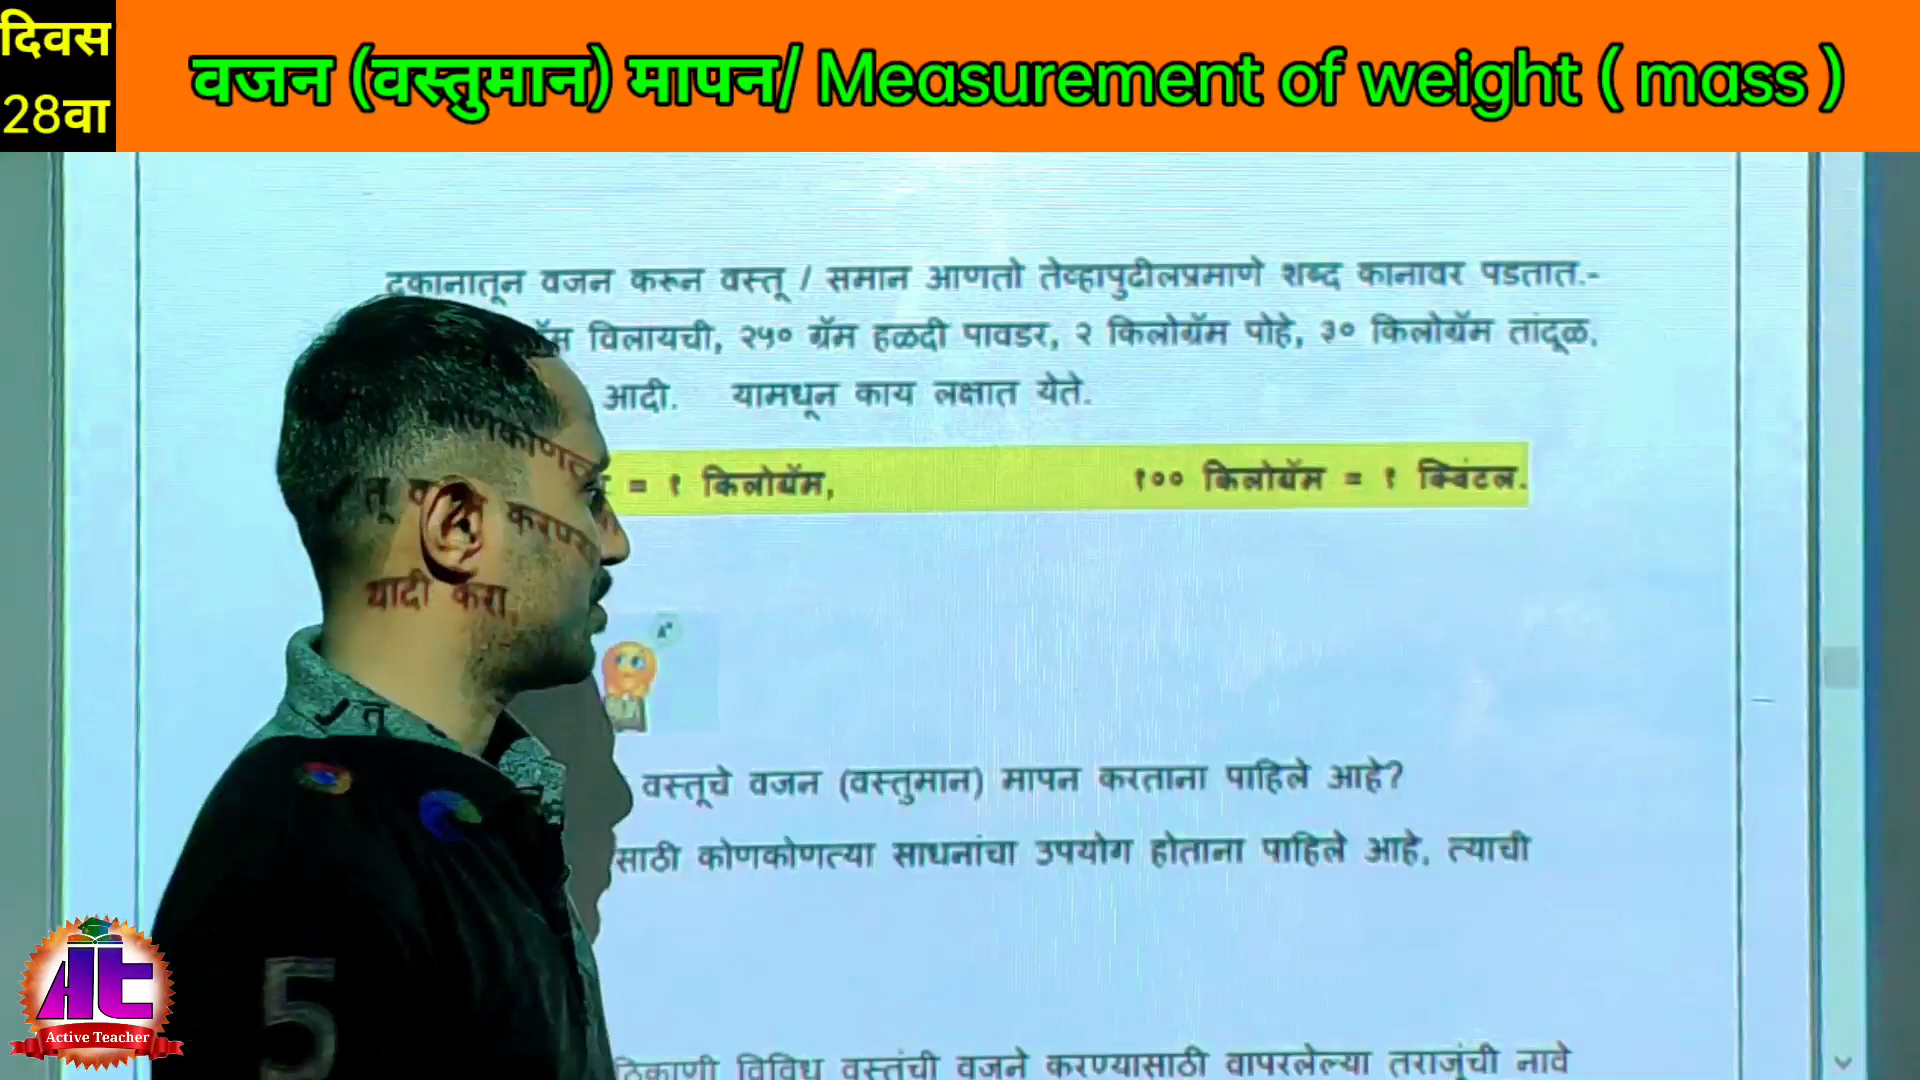 दिवस
28वा
वजन (वस्तुमान) मापन/ Measurement of weight ( mass )
दुकानातून वजन करून वस्तू / समान आणतो तेव्हापुढीलप्रमाणे शब्द कानावर पडतात.-
विलायची, २५० ग्रॅम हळदी पावडर, २ किलोग्रॅम पोहे, ३० किलोग्रॅम तांदूळ,
आदी. यामधून काय लक्षात येते.
= १ किलोग्रॅम, १०० किलोग्रॅम = १ क्विंटल.
वस्तूचे वजन (वस्तुमान) मापन करताना पाहिले आहे?
साठी कोणकोणत्या साधनांचा उपयोग होताना पाहिले आहे, त्याची
यादी करा
ठिकाणी विविध वस्तूंची वजने करण्यासाठी वापरलेल्या तराजूंची नावे
5
At
Active Teacher